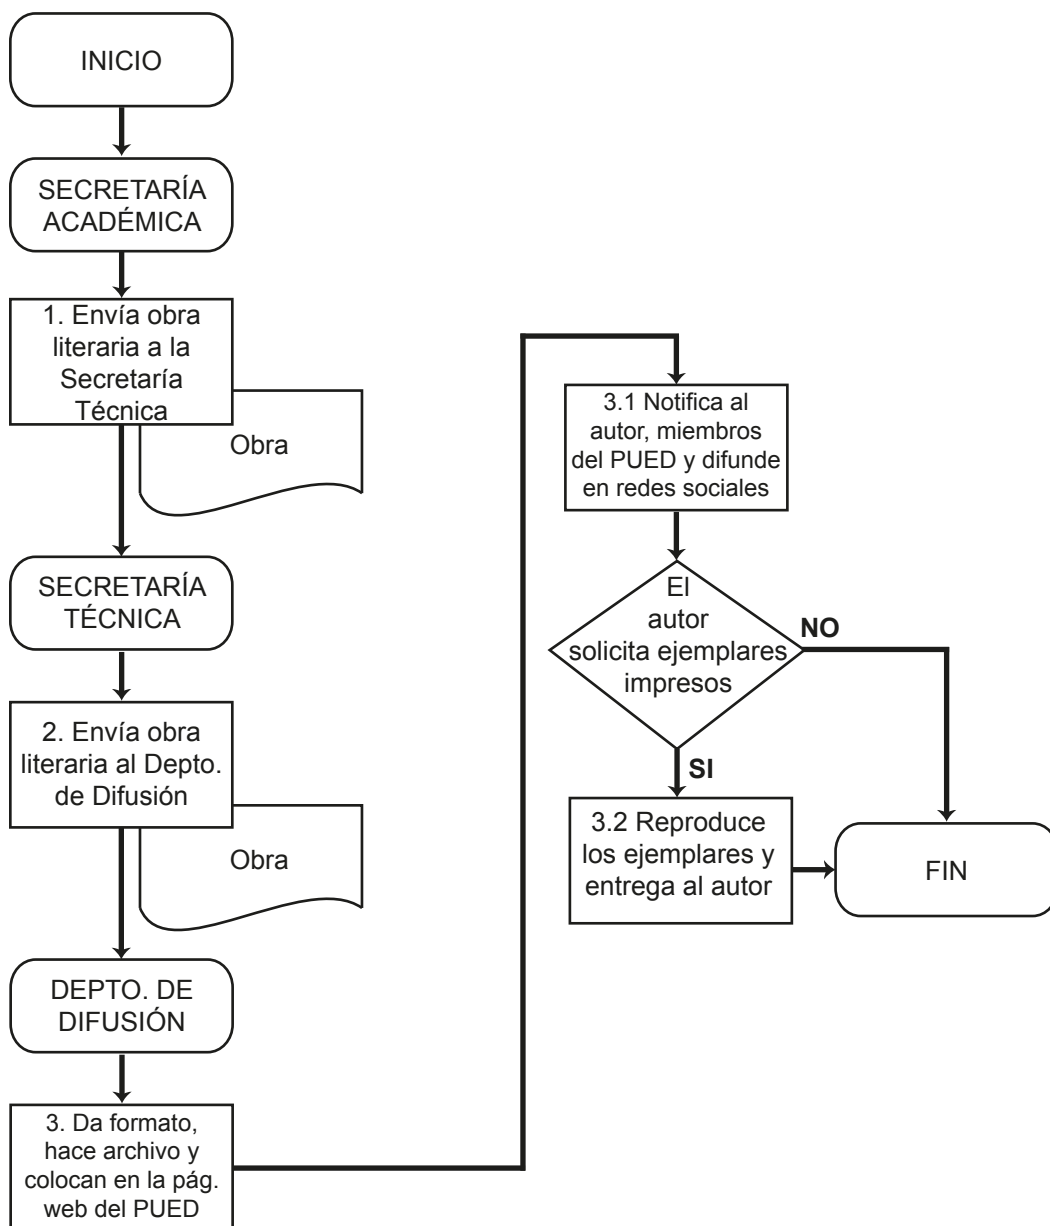 INICIO
SECRETARÍA
ACADÉMICA
1. Envía obra
literaria a la
Secretaría
Técnica
Obra
SECRETARÍA
TÉCNICA
2. Envía obra
literaria al Depto.
de Difusión
Obra
DEPTO. DE
DIFUSIÓN
3. Da formato,
hace archivo y
colocan en la pág.
web del PUED
3.1 Notifica al
autor, miembros
del PUED y difunde
en redes sociales
El
autor
solicita ejemplares
impresos
NO
SI
3.2 Reproduce
los ejemplares y
entrega al autor
FIN